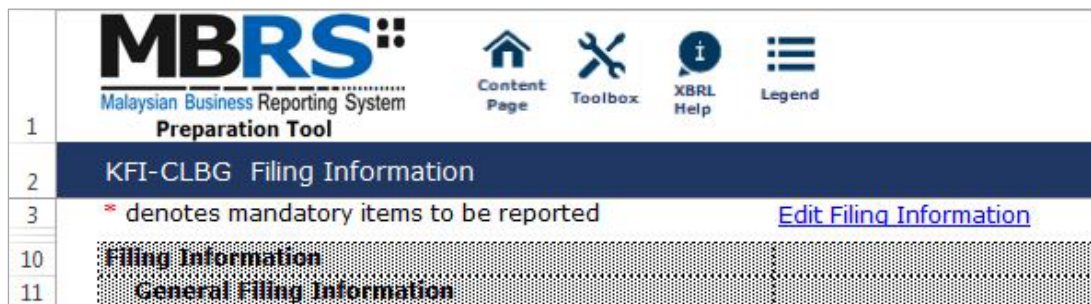 MBRS
Malaysian Business Reporting System
Preparation Tool
Content Page
Toolbox
XBRL Help
Legend
1
2 KFI-CLBG Filing Information
3 * denotes mandatory items to be reported Edit Filing Information
10 Filing Information
11 General Filing Information